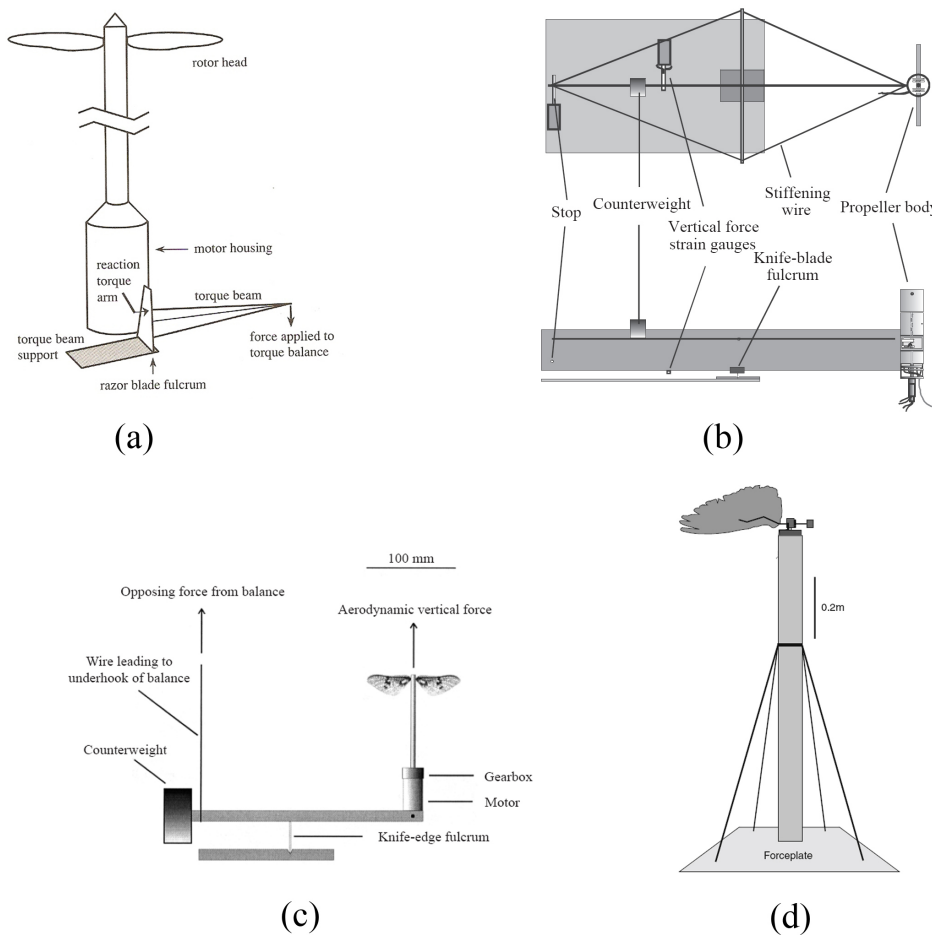 rotor head
motor housing
reaction
torque
arm
torque beam
torque beam
support
force applied to
torque balance
razor blade fulcrum
(a)
Stop
Counterweight
Vertical force
strain gauges
Stiffening
wire
Propeller body
Knife-blade
fulcrum
(b)
100 mm
Opposing force from balance
Aerodynamic vertical force
Wire leading to
underhook of balance
Counterweight
Gearbox
Motor
Knife-edge fulcrum
(c)
0.2m
Forceplate
(d)